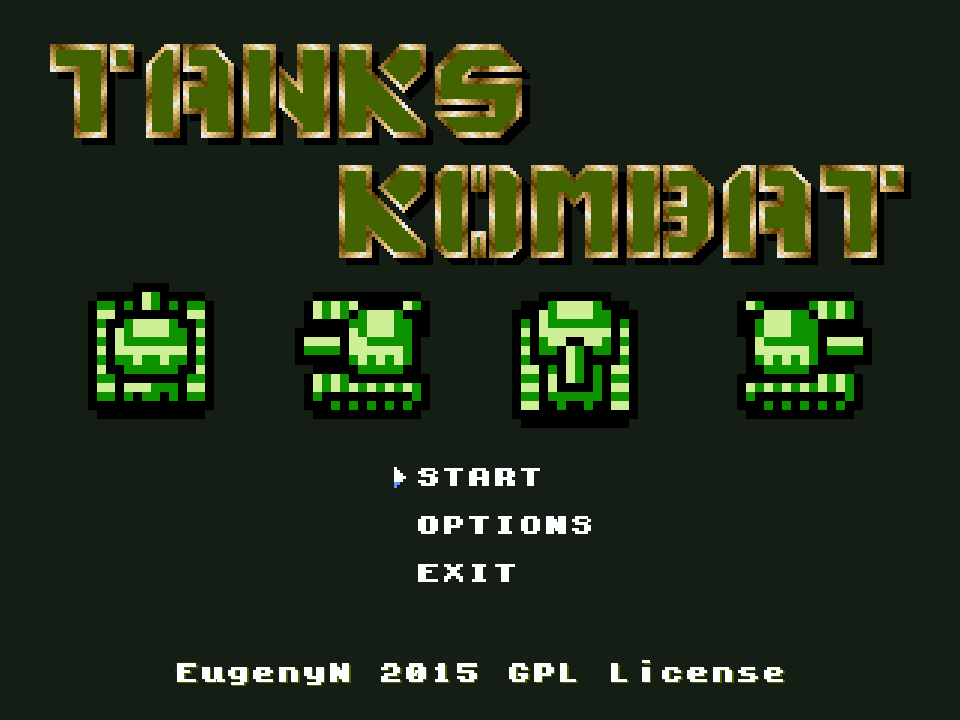 TANKS
KOMBAT
START
OPTIONS
EXIT
EugenyN 2015 GPL License